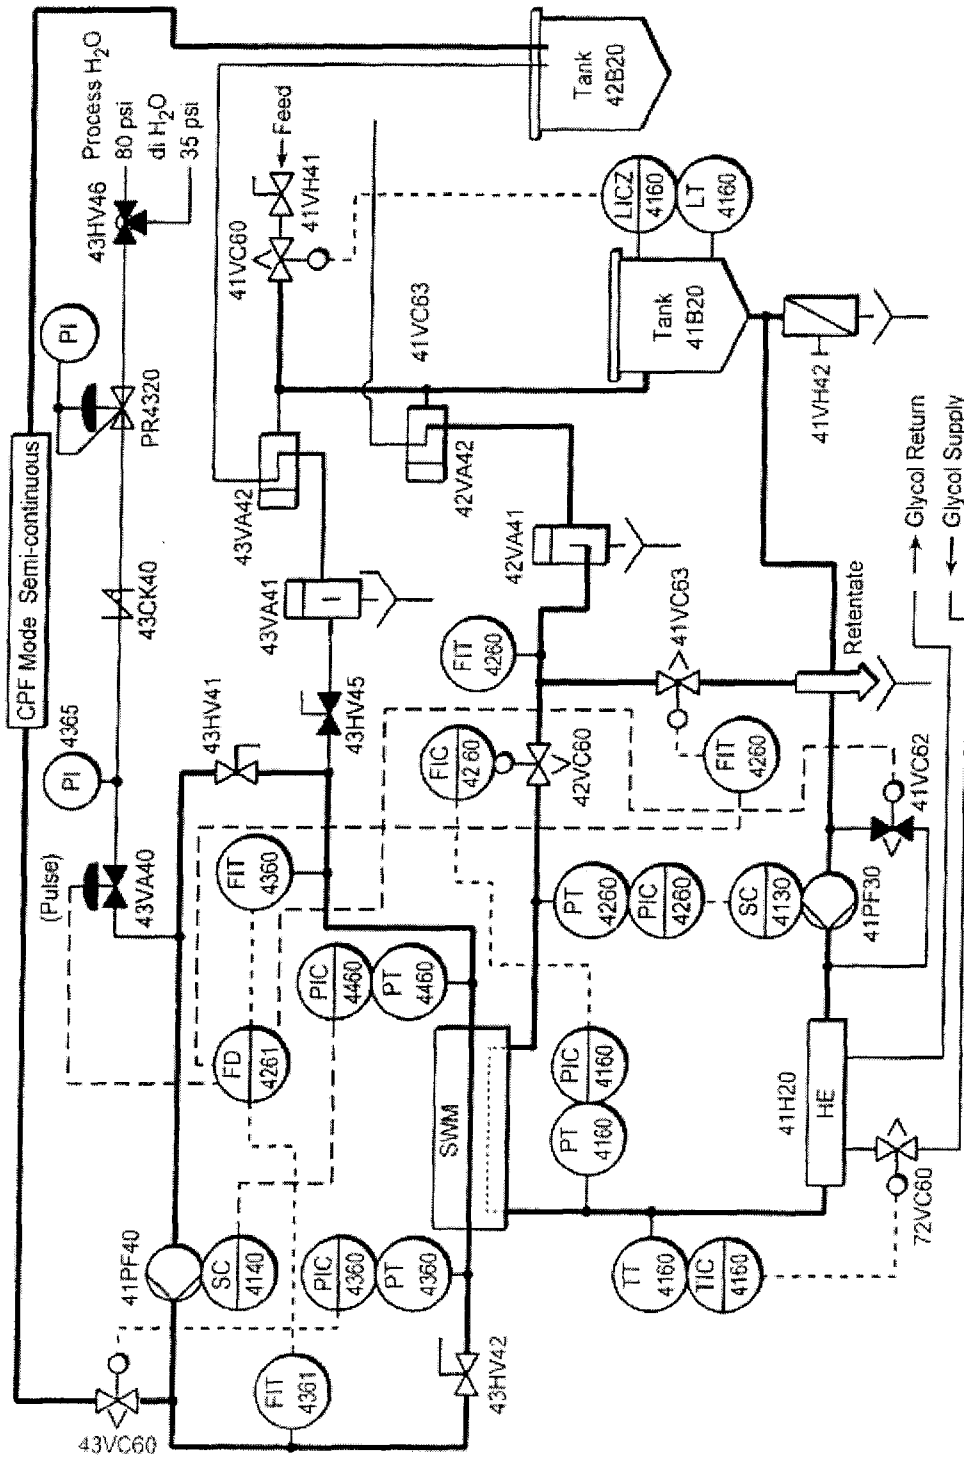 CPF Mode Semi-continuous
Process H2O
80 psi
di H2O
35 psi
43HV46
PI
PR4320
43CK40
PI
4365
(Pulse)
43VA40
43HV41
FIT
4360
PIC
4460
PT
4460
FD
4261
41PF40
SC
4140
PIC
4360
PT
4360
FIT
4361
43VC60
43HV42
43HV45
43VA41
43VA42
41VC60
41VH41
Feed
Tank
42B20
LICZ
4160
LT
4160
Tank
41B20
41VC63
42VA42
42VA41
41VH42
FIT
4260
FIC
4260
42VC60
41VC63
FIT
4260
Retentate
41VC62
PT
4260
PIC
4260
SC
4130
41PF30
SWM
PT
4160
PIC
4160
TT
4160
TIC
4160
41H20
HE
72VC60
Glycol Return
Glycol Supply